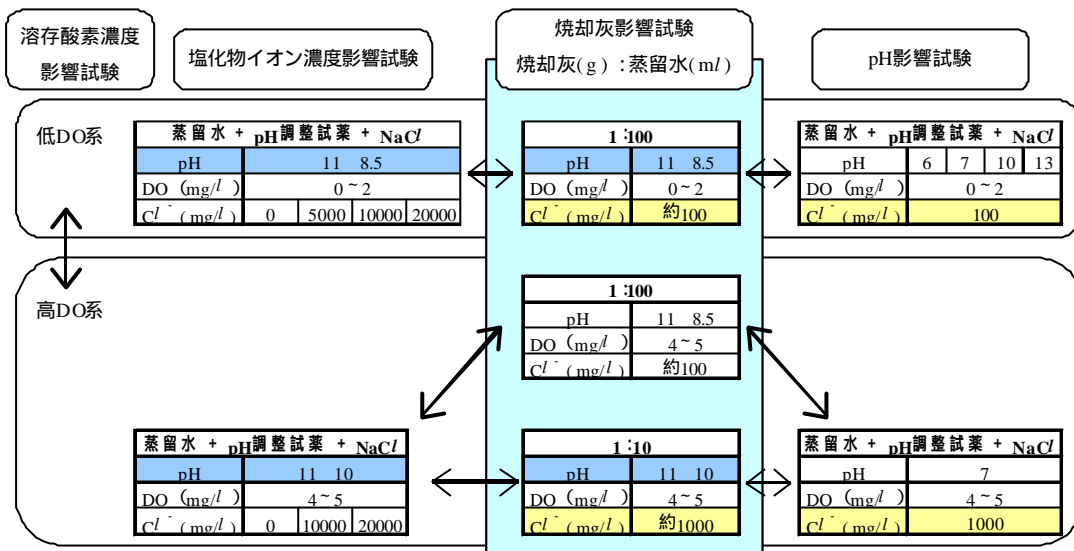 溶存酸素濃度
影響試験
塩化物イオン濃度影響試験
焼却灰影響試験
焼却灰(g) :蒸留水(ml)
pH影響試験
低DO系
蒸留水 + pH調整試薬 + NaCl
pH 11 8.5
DO (mg/l) 0~2
Cl⁻ (mg/l) 0 5000 10000 20000
1:100
pH 11 8.5
DO (mg/l) 0~2
Cl⁻ (mg/l) 約100
蒸留水 + pH調整試薬 + NaCl
pH 6 7 10 13
DO (mg/l) 0~2
Cl⁻ (mg/l) 100
高DO系
1:100
pH 11 8.5
DO (mg/l) 4~5
Cl⁻ (mg/l) 約100
蒸留水 + pH調整試薬 + NaCl
pH 11 10
DO (mg/l) 4~5
Cl⁻ (mg/l) 0 10000 20000
1:10
pH 11 10
DO (mg/l) 4~5
Cl⁻ (mg/l) 約1000
蒸留水 + pH調整試薬 + NaCl
pH 7
DO (mg/l) 4~5
Cl⁻ (mg/l) 1000